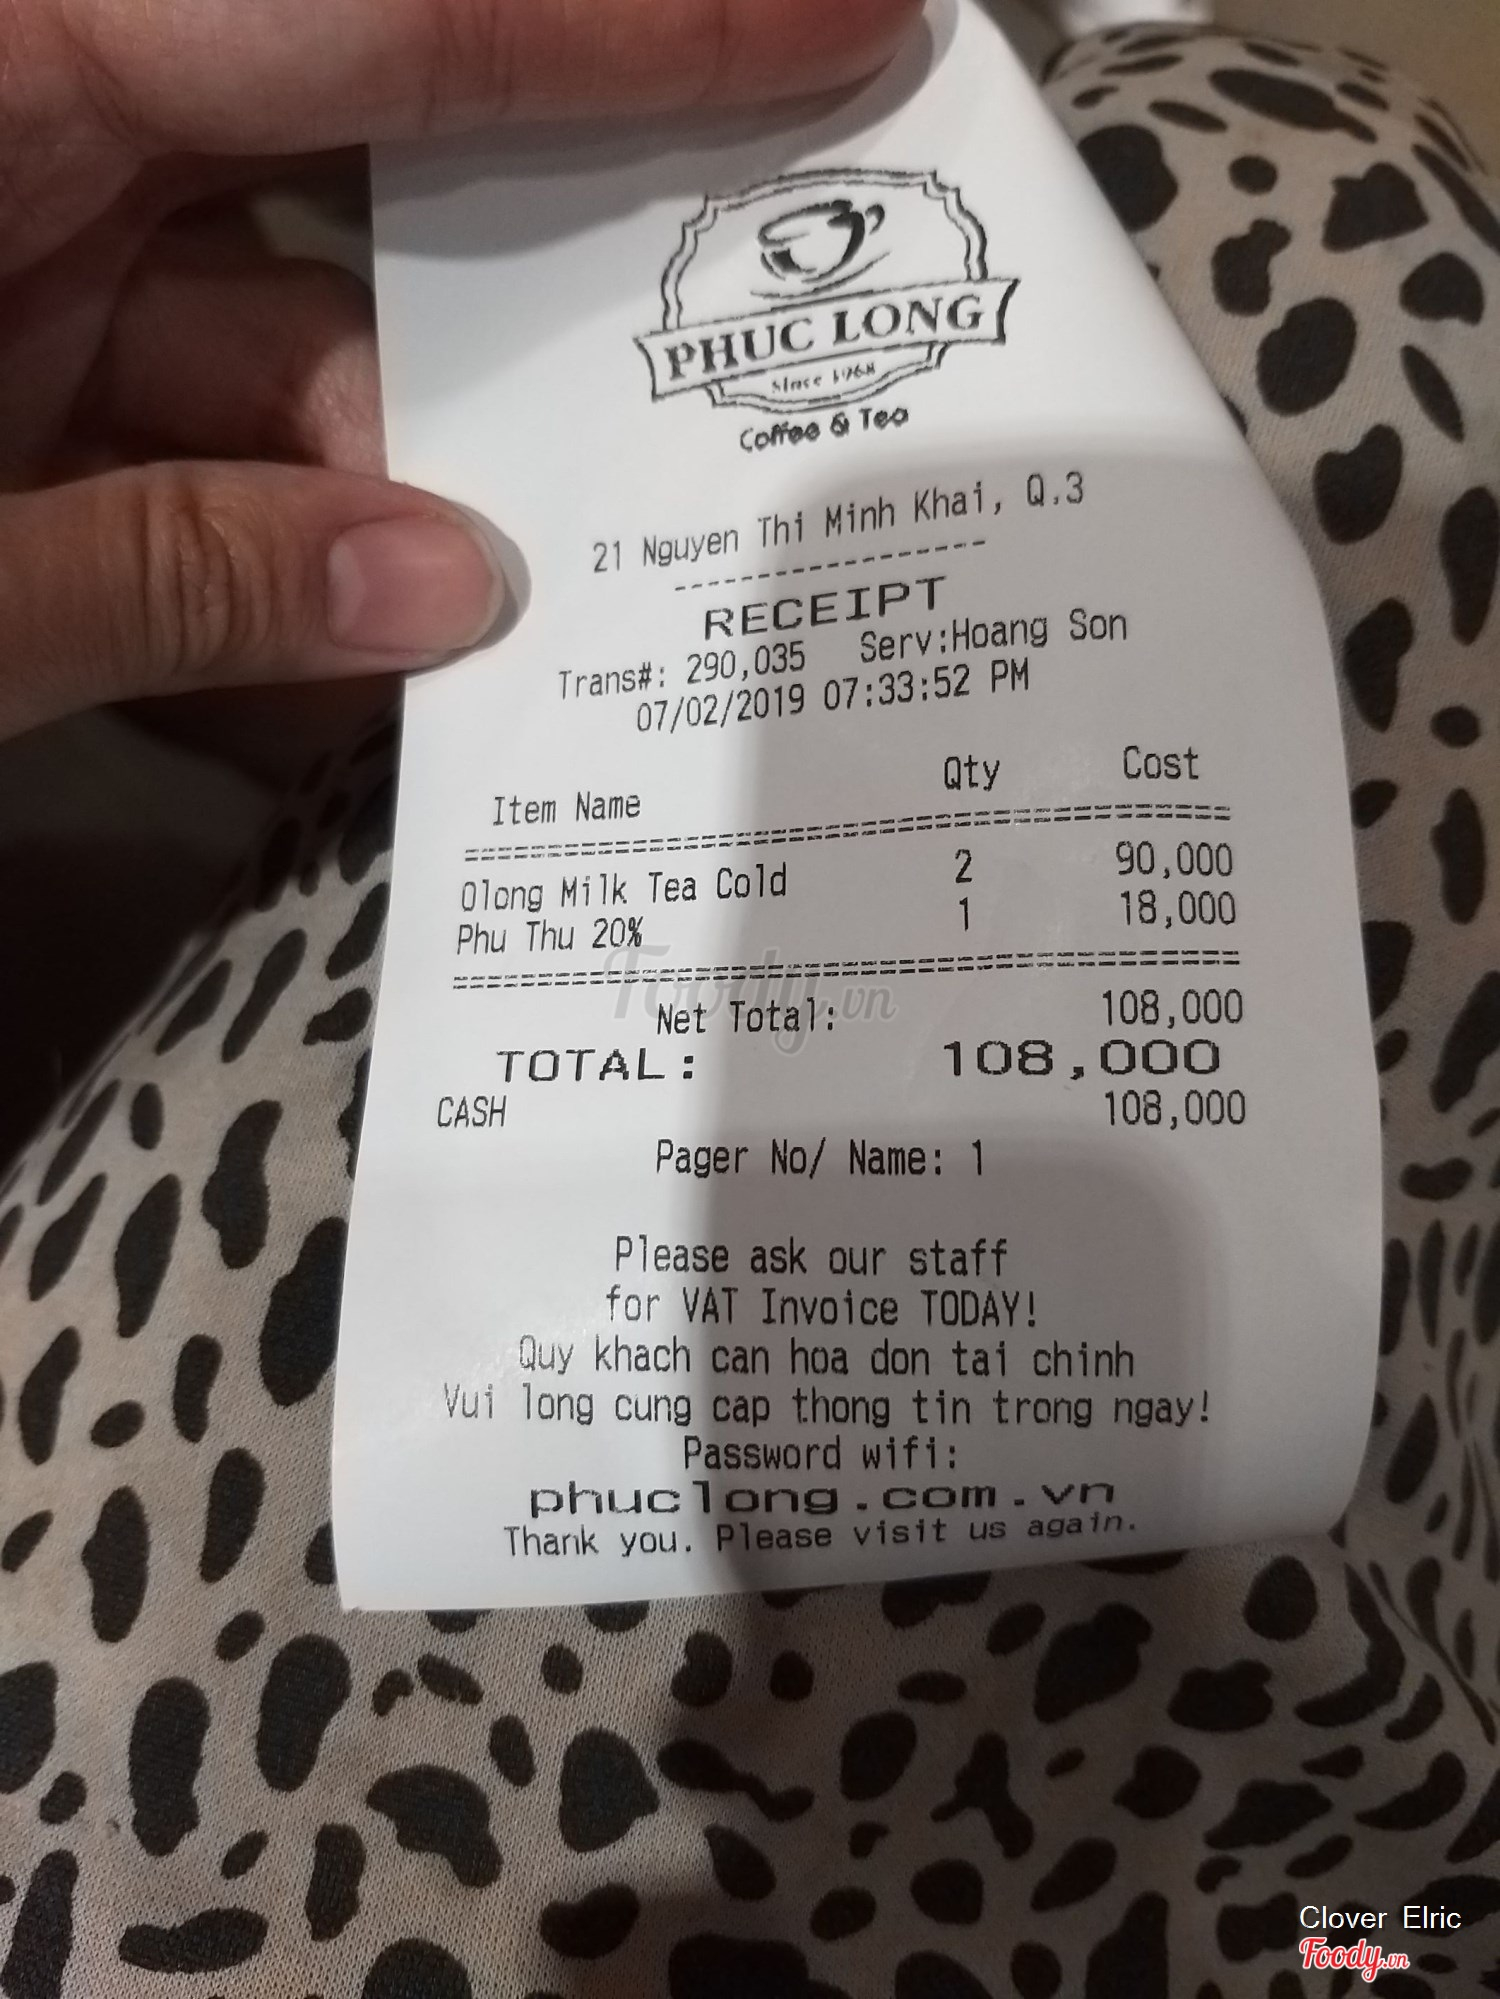 PHUC LONG
Since 1968
Coffee & Tea
21 Nguyen Thi Minh Khai, Q.3
RECEIPT
Trans#: 290,035 Serv:Hoang Son
07/02/2019 07:33:52 PM
Item Name Qty Cost
Olong Milk Tea Cold 2 90,000
Phu Thu 20% 1 18,000
Foody.vn
Net Total: 108,000
TOTAL: 108,000
CASH 108,000
Pager No/ Name: 1
Please ask our staff
for VAT Invoice TODAY!
Quy khach can hoa don tai chinh
Vui long cung cap thong tin trong ngay!
Password wifi:
phuclong.com.vn
Thank you. Please visit us again.
Clover Elric
Foody.vn